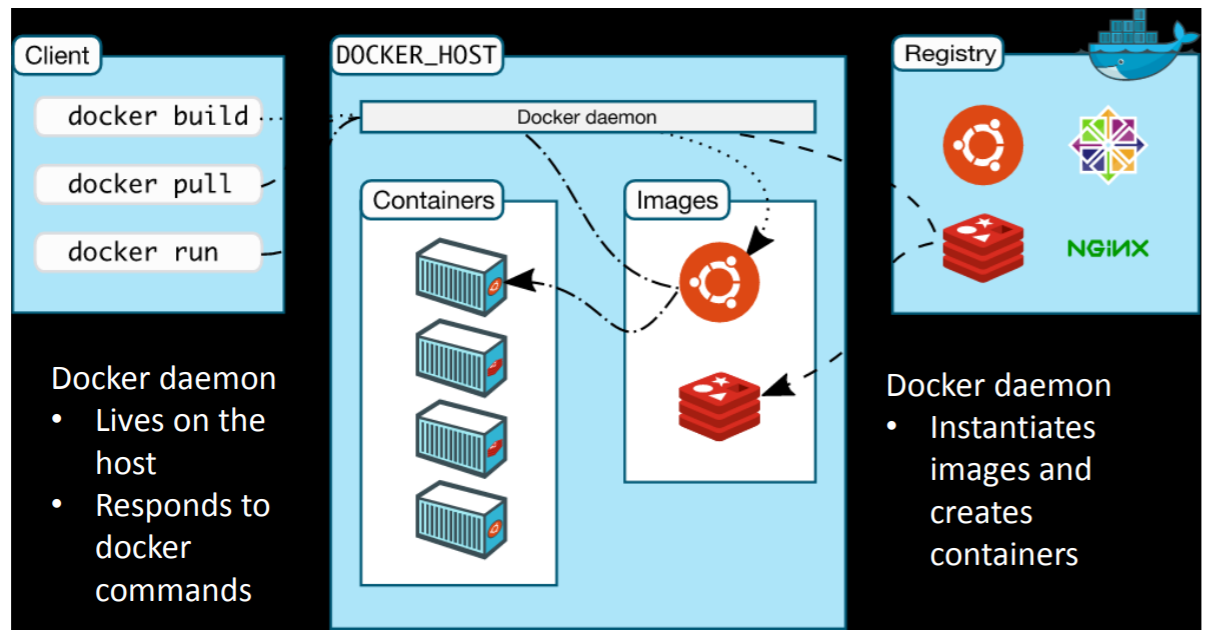 Client
docker build
docker pull
docker run
DOCKER_HOST
Docker daemon
Containers
Images
Registry
NGiNX
Docker daemon
• Lives on the
host
• Responds to
docker
commands
Docker daemon
• Instantiates
images and
creates
containers